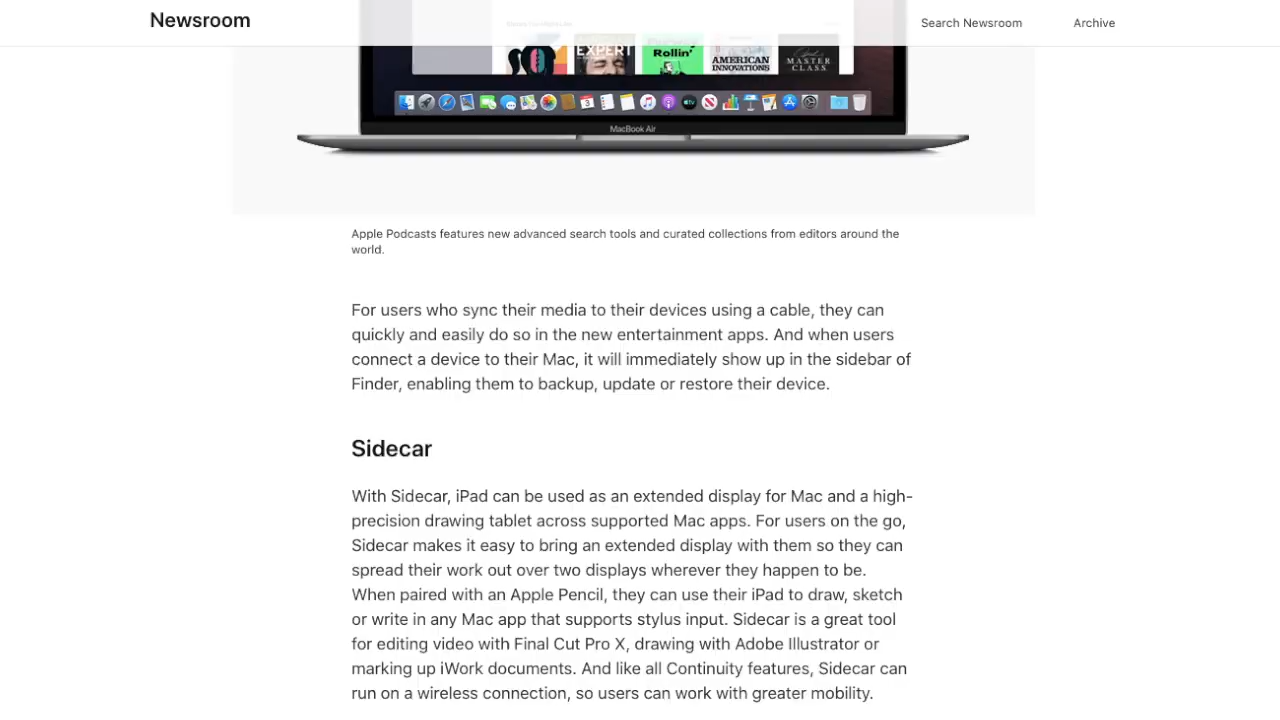 Newsroom
Search Newsroom
Archive
EXPERT
Rollin'
AMERICAN
INNOVATIONS
MASTER
CLASS
MacBook Air
Apple Podcasts features new advanced search tools and curated collections from editors around the
world.
For users who sync their media to their devices using a cable, they can
quickly and easily do so in the new entertainment apps. And when users
connect a device to their Mac, it will immediately show up in the sidebar of
Finder, enabling them to backup, update or restore their device.
Sidecar
With Sidecar, iPad can be used as an extended display for Mac and a high-
precision drawing tablet across supported Mac apps. For users on the go,
Sidecar makes it easy to bring an extended display with them so they can
spread their work out over two displays wherever they happen to be.
When paired with an Apple Pencil, they can use their iPad to draw, sketch
or write in any Mac app that supports stylus input. Sidecar is a great tool
for editing video with Final Cut Pro X, drawing with Adobe Illustrator or
marking up iWork documents. And like all Continuity features, Sidecar can
run on a wireless connection, so users can work with greater mobility.